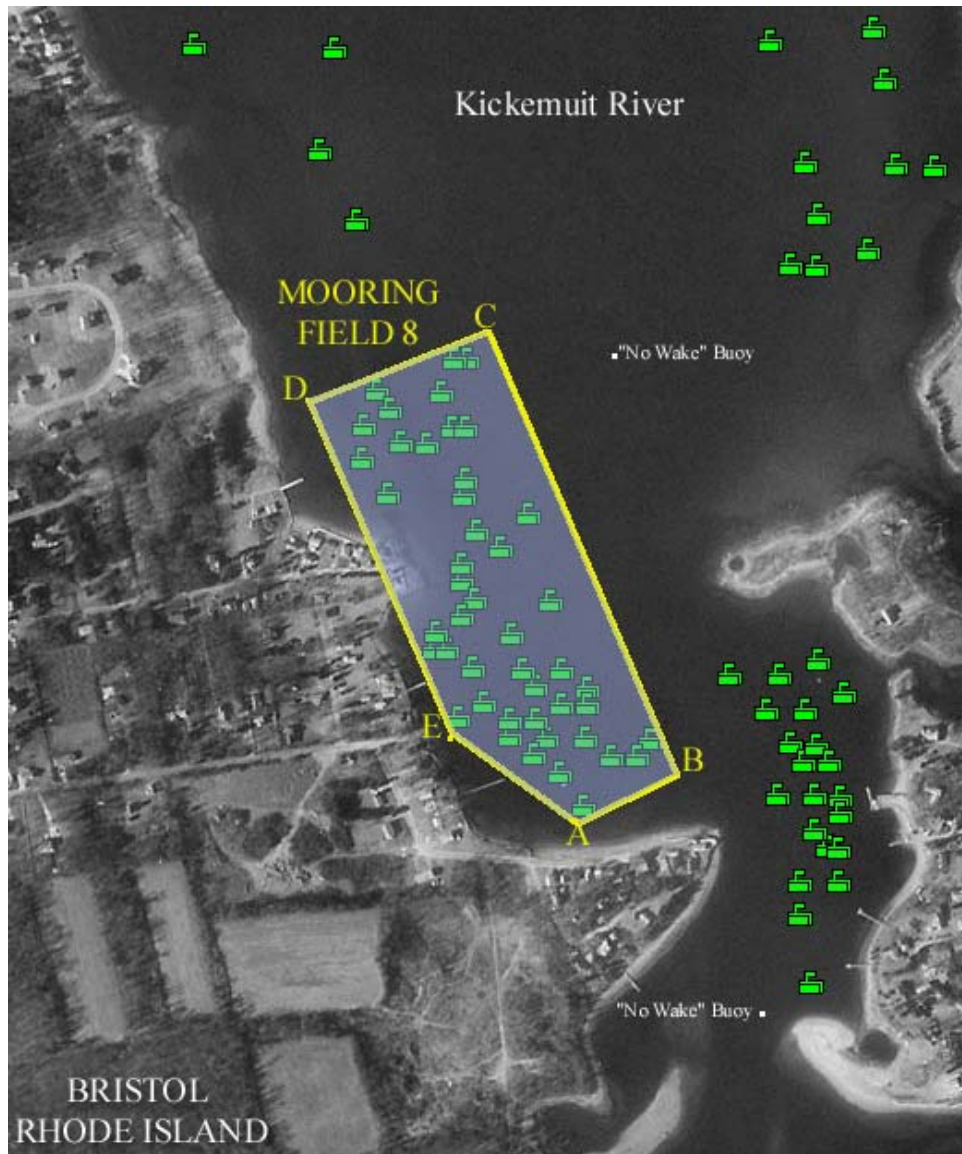 Kickemuit River
MOORING
FIELD 8
C
"No Wake" Buoy
D
E
B
A
"No Wake" Buoy
BRISTOL
RHODE ISLAND